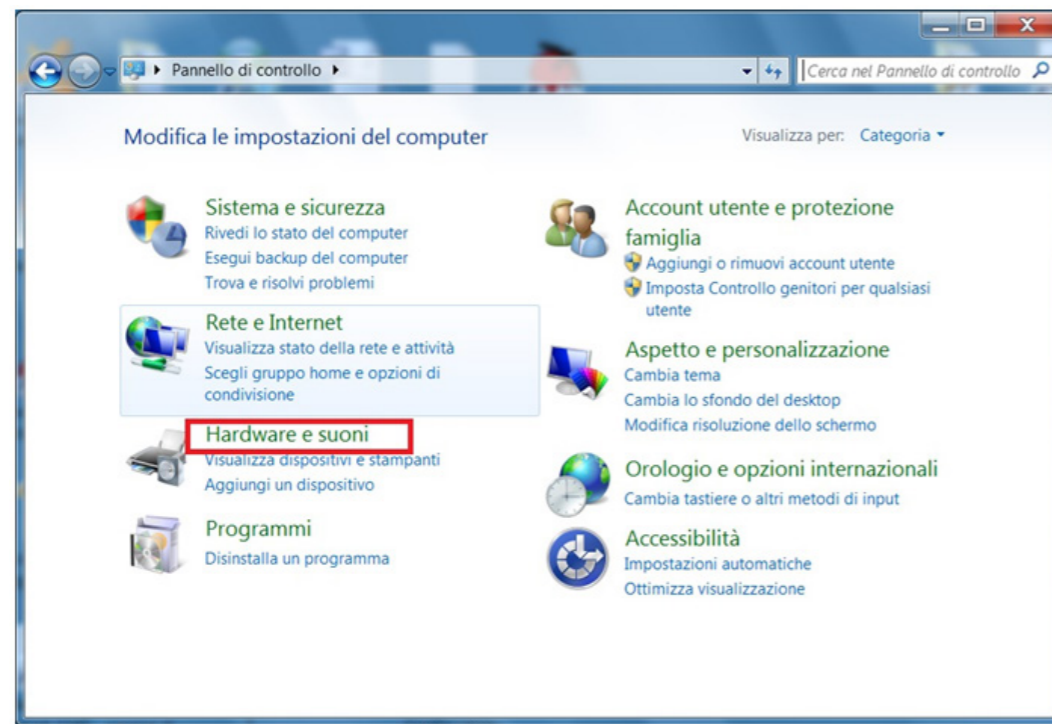 Pannello di controllo
Cerca nel Pannello di controllo
Modifica le impostazioni del computer
Visualizza per: Categoria
Sistema e sicurezza
Rivedi lo stato del computer
Esegui backup del computer
Trova e risolvi problemi
Rete e Internet
Visualizza stato della rete e attività
Scegli gruppo home e opzioni di
condivisione
Hardware e suoni
Visualizza dispositivi e stampanti
Aggiungi un dispositivo
Programmi
Disinstalla un programma
Account utente e protezione
famiglia
Aggiungi o rimuovi account utente
Imposta Controllo genitori per qualsiasi
utente
Aspetto e personalizzazione
Cambia tema
Cambia lo sfondo del desktop
Modifica risoluzione dello schermo
Orologio e opzioni internazionali
Cambia tastiere o altri metodi di input
Accessibilità
Impostazioni automatiche
Ottimizza visualizzazione